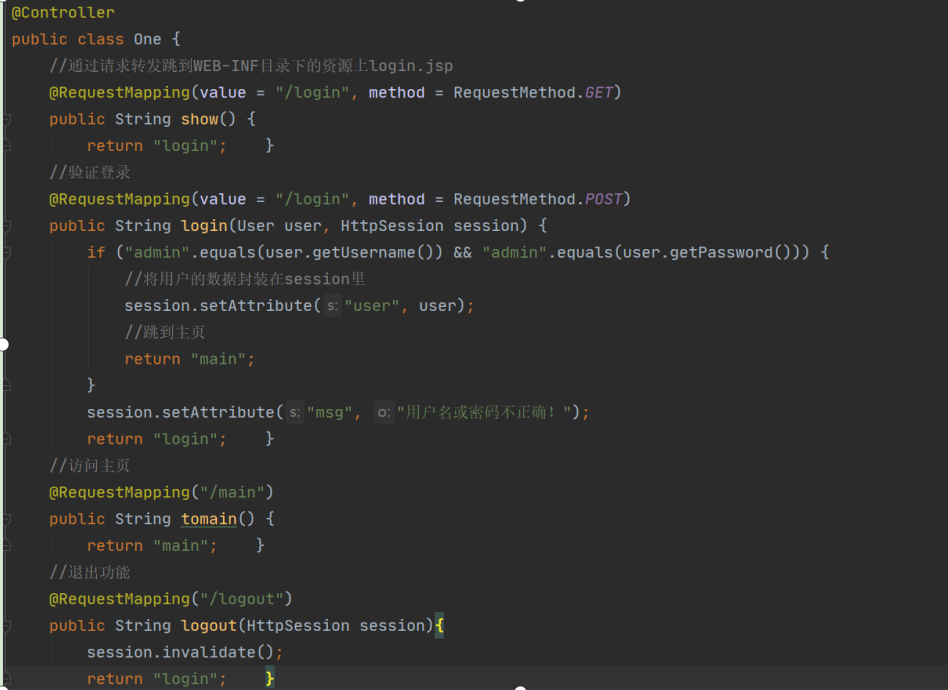 @Controller
public class One {
    //通过请求转发跳到WEB-INF目录下的资源上login.jsp
    @RequestMapping(value = "/login", method = RequestMethod.GET)
    public String show() {
        return "login";    }
    //验证登录
    @RequestMapping(value = "/login", method = RequestMethod.POST)
    public String login(User user, HttpSession session) {
        if ("admin".equals(user.getUsername()) && "admin".equals(user.getPassword())) {
            //将用户的数据封装在session里
            session.setAttribute( s: "user", user);
            //跳到主页
            return "main";
        }
        session.setAttribute( s: "msg", o: "用户名或密码不正确！");
        return "login";    }
    //访问主页
    @RequestMapping("/main")
    public String tomain() {
        return "main";    }
    //退出功能
    @RequestMapping("/logout")
    public String logout(HttpSession session){
        session.invalidate();
        return "login";    }